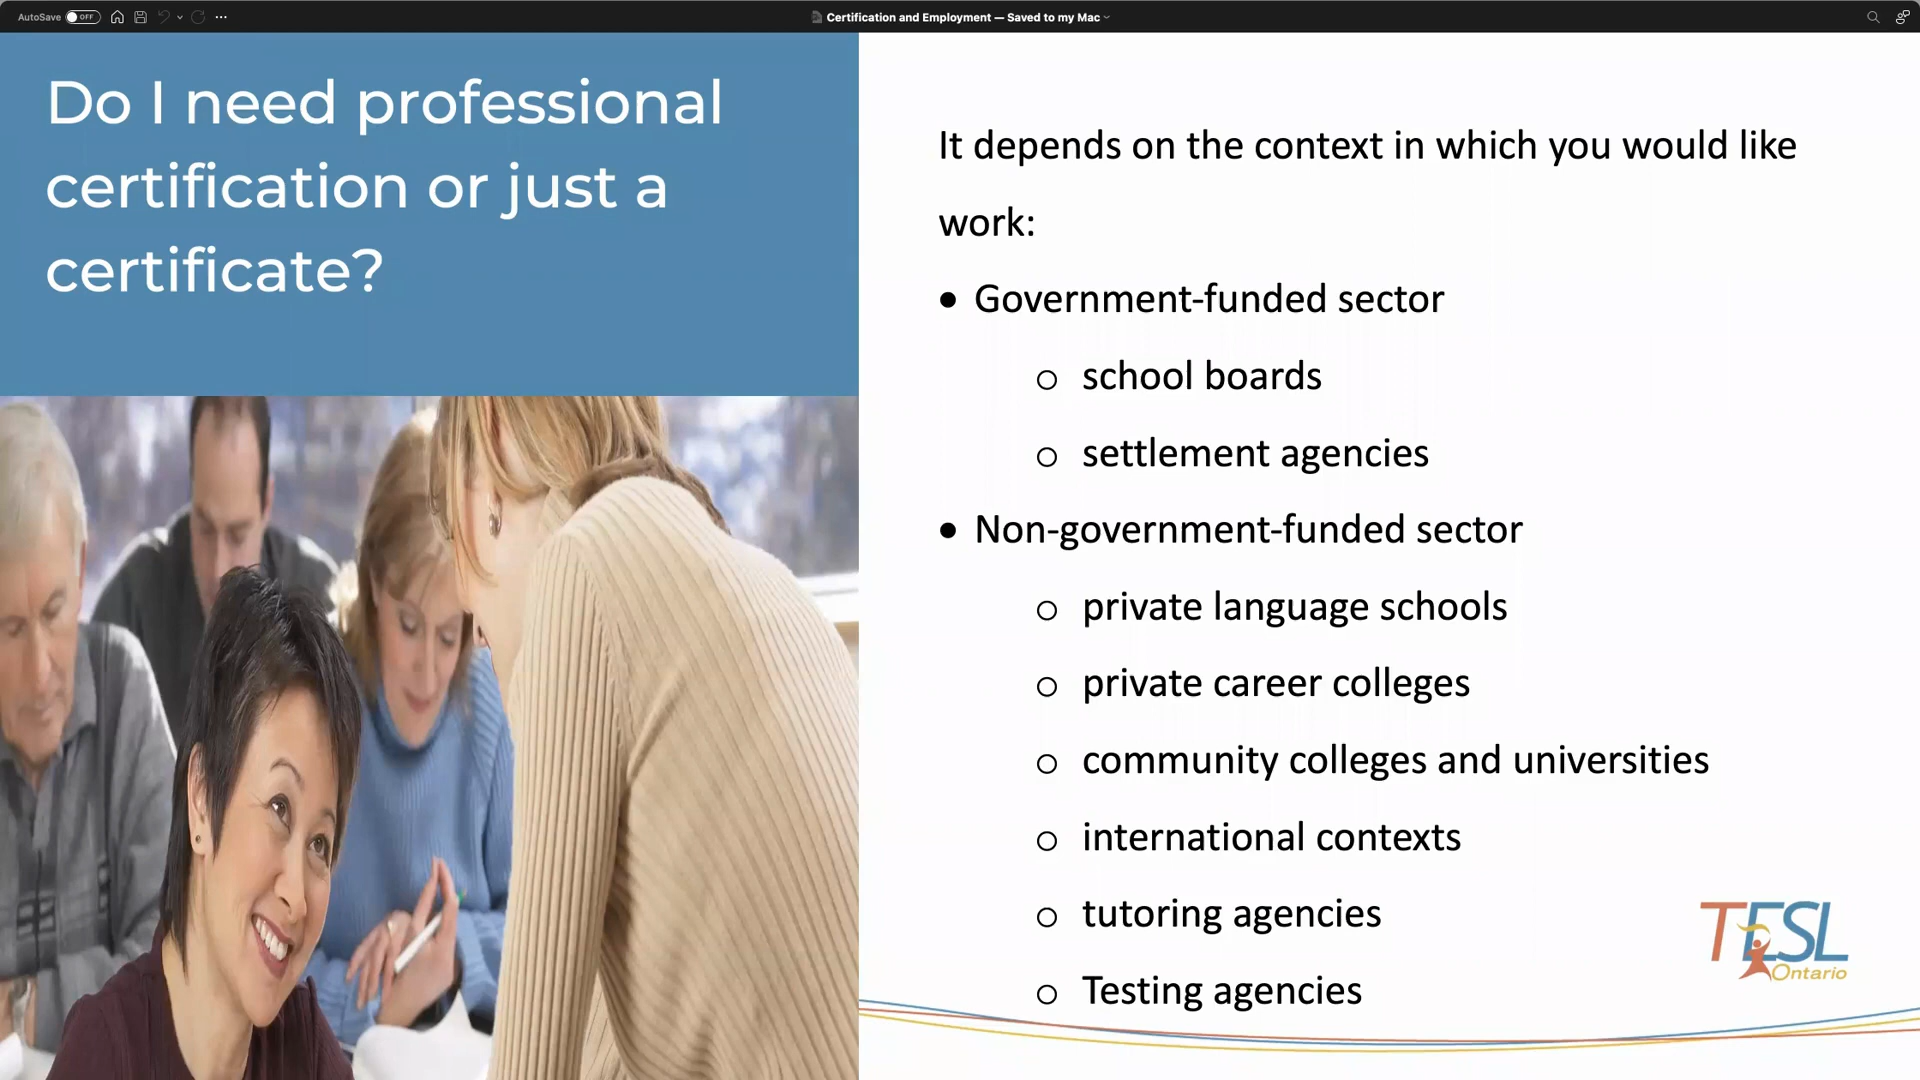 AutoSave OFF
Certification and Employment — Saved to my Mac
Do I need professional
certification or just a
certificate?
It depends on the context in which you would like
work:
• Government-funded sector
o school boards
o settlement agencies
• Non-government-funded sector
o private language schools
o private career colleges
o community colleges and universities
o international contexts
o tutoring agencies
o Testing agencies
TESL
Ontario